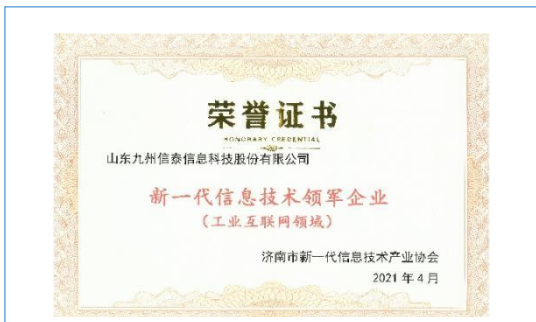 荣誉证书
HONORARY CREDENTIAL
山东九州信泰信息科技股份有限公司
新一代信息技术领军企业
(工业互联网领域)
济南市新一代信息技术产业协会
2021 年 4 月